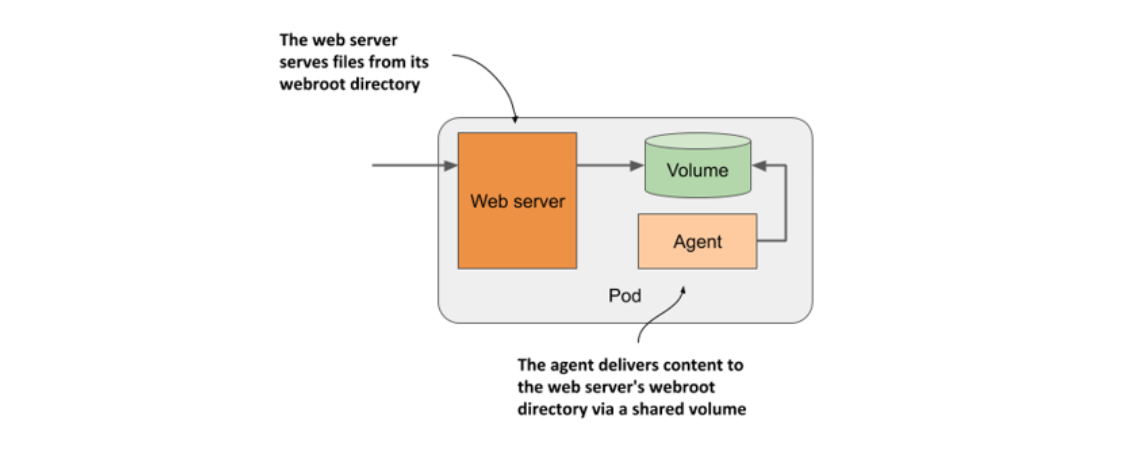 The web server
serves files from its
webroot directory
Web server
Volume
Agent
Pod
The agent delivers content to
the web server's webroot
directory via a shared volume